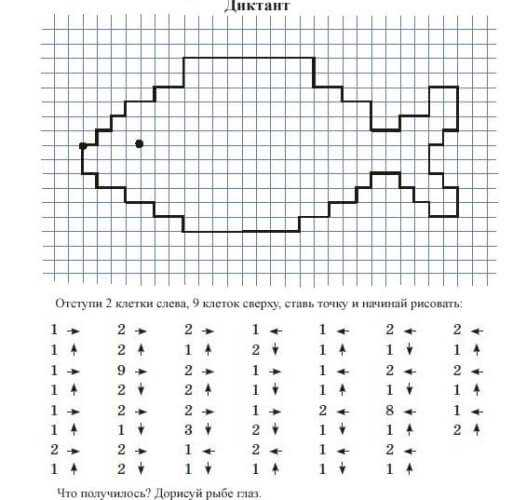 Диктант
Отступи 2 клетки слева, 9 клеток сверху, ставь точку и начинай рисовать:
1 → 2 → 2 → 1 ← 1 ← 2 ← 2 ←
1 ↑ 2 ↑ 1 ↑ 2 ↓ 1 ↑ 1 ↓ 1 ↑
1 → 9 → 2 → 1 → 1 ← 2 ← 2 ←
1 ↑ 2 ↓ 2 ↑ 1 ↓ 1 ↑ 1 ↓ 1 ↑
1 → 2 → 2 → 1 → 2 ← 8 ← 1 ←
1 ↑ 1 ↓ 3 ↓ 2 ↓ 1 ↓ 1 ↑ 2 ↑
2 → 2 → 1 ← 2 ← 1 ← 2 ←
1 ↑ 2 ↓ 1 ↓ 1 ↑ 1 ↓ 1 ↑
Что получилось? Дорисуй рыбе глаз.